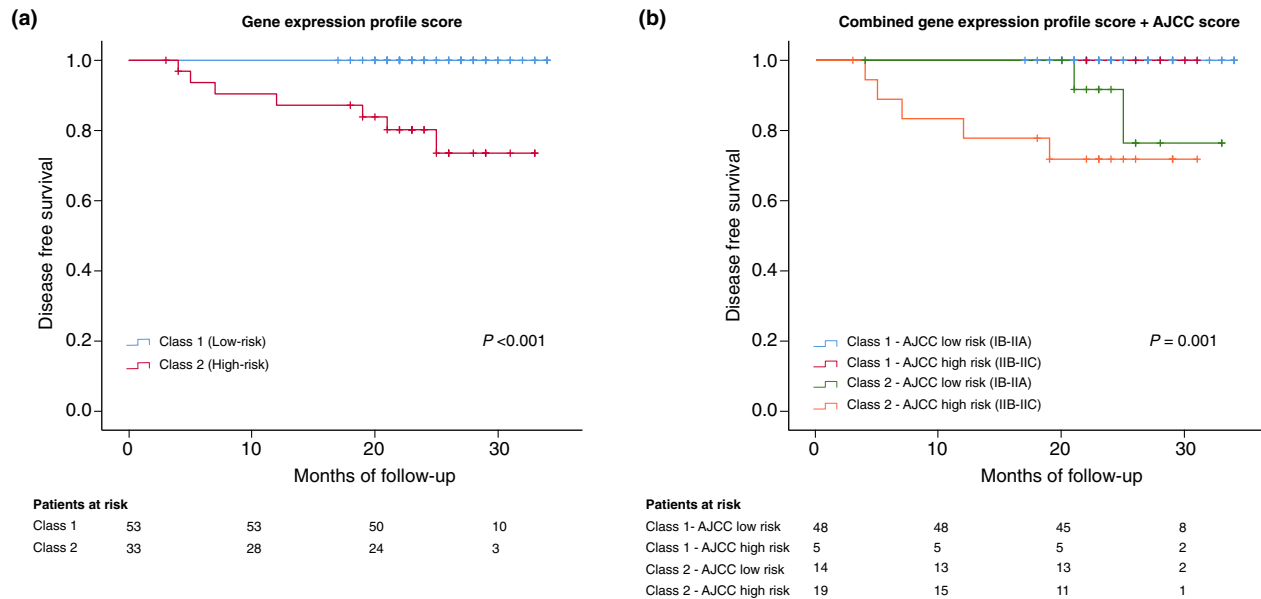 (a)
Gene expression profile score
1.0
0.8
0.6
0.4
0.2
0.0
Disease free survival
Class 1 (Low-risk)
Class 2 (High-risk)
P <0.001
0 10 20 30
Months of follow-up
Patients at risk
Class 1 53 53 50 10
Class 2 33 28 24 3
(b)
Combined gene expression profile score + AJCC score
1.0
0.8
0.6
0.4
0.2
0.0
Disease free survival
Class 1 - AJCC low risk (IB-IIA)
Class 1 - AJCC high risk (IIB-IIC)
Class 2 - AJCC low risk (IB-IIA)
Class 2 - AJCC high risk (IIB-IIC)
P = 0.001
0 10 20 30
Months of follow-up
Patients at risk
Class 1- AJCC low risk 48 48 45 8
Class 1 - AJCC high risk 5 5 5 2
Class 2 - AJCC low risk 14 13 13 2
Class 2 - AJCC high risk 19 15 11 1